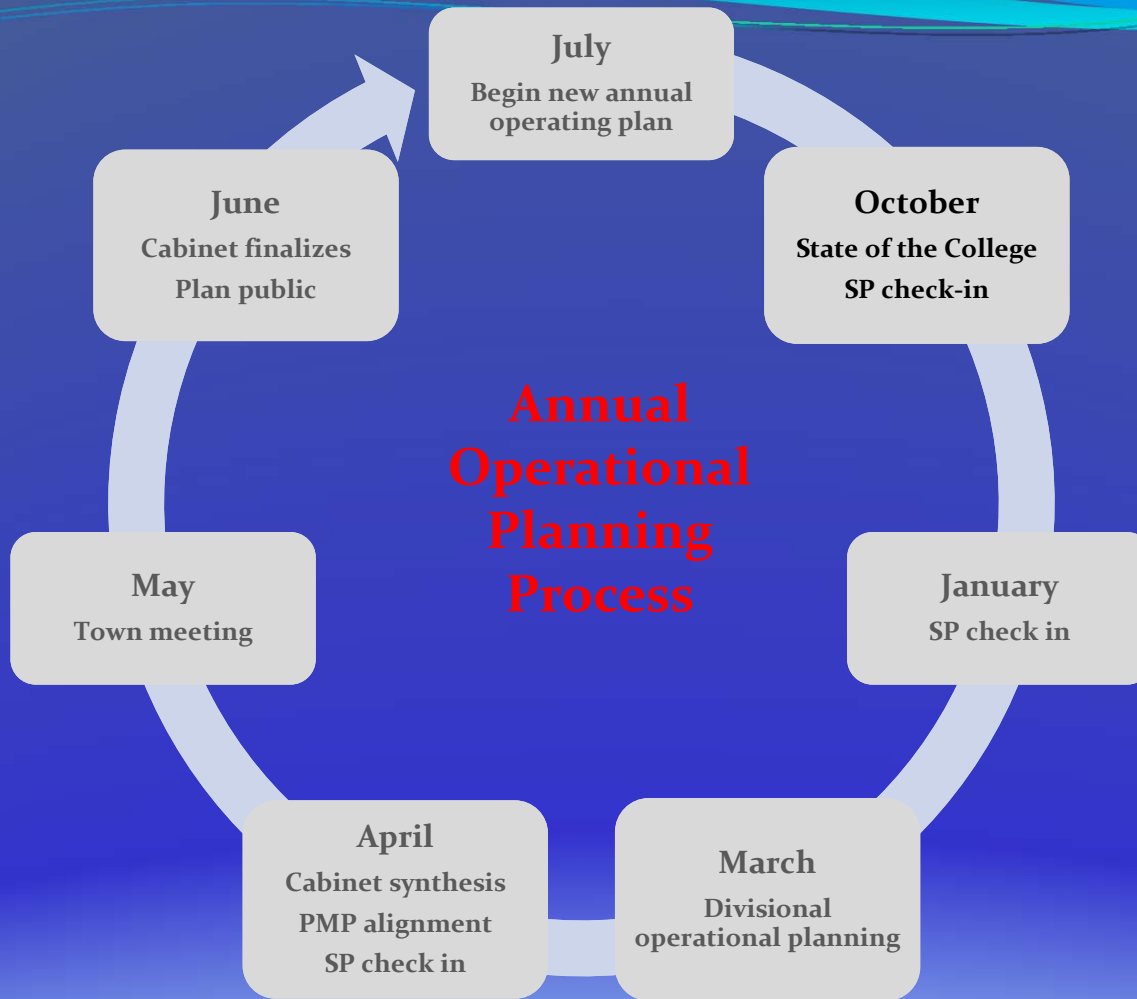 July
Begin new annual
operating plan
October
State of the College
SP check-in
January
SP check in
March
Divisional
operational planning
April
Cabinet synthesis
PMP alignment
SP check in
May
Town meeting
June
Cabinet finalizes
Plan public
Annual
Operational
Planning
Process